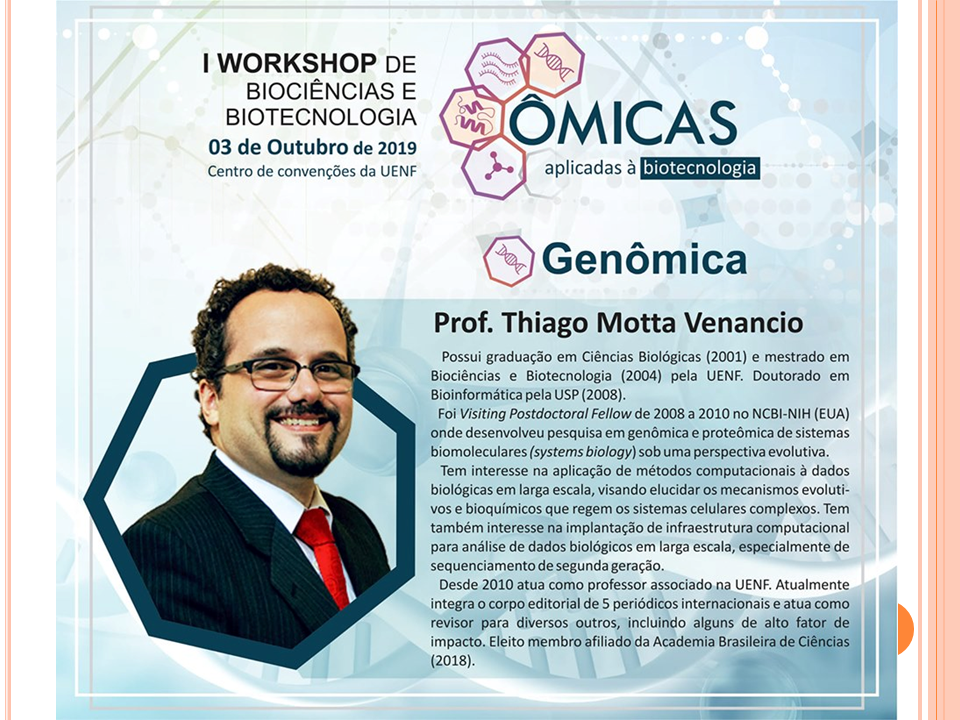 I WORKSHOP DE
BIOCIÊNCIAS E
BIOTECNOLOGIA
03 de Outubro de 2019
Centro de convenções da UENF
ÔMICAS
aplicadas à biotecnologia
Genômica
Prof. Thiago Motta Venancio
Possui graduação em Ciências Biológicas (2001) e mestrado em
Biociências e Biotecnologia (2004) pela UENF. Doutorado em
Bioinformática pela USP (2008).
Foi Visiting Postdoctoral Fellow de 2008 a 2010 no NCBI-NIH (EUA)
onde desenvolveu pesquisa em genômica e proteômica de sistemas
biomoleculares (systems biology) sob uma perspectiva evolutiva.
Tem interesse na aplicação de métodos computacionais à dados
biológicos em larga escala, visando elucidar os mecanismos evoluti-
vos e bioquímicos que regem os sistemas celulares complexos. Tem
também interesse na implantação de infraestrutura computacional
para análise de dados biológicos em larga escala, especialmente de
sequenciamento de segunda geração.
Desde 2010 atua como professor associado na UENF. Atualmente
integra o corpo editorial de 5 periódicos internacionais e atua como
revisor para diversos outros, incluindo alguns de alto fator de
impacto. Eleito membro afiliado da Academia Brasileira de Ciências
(2018).